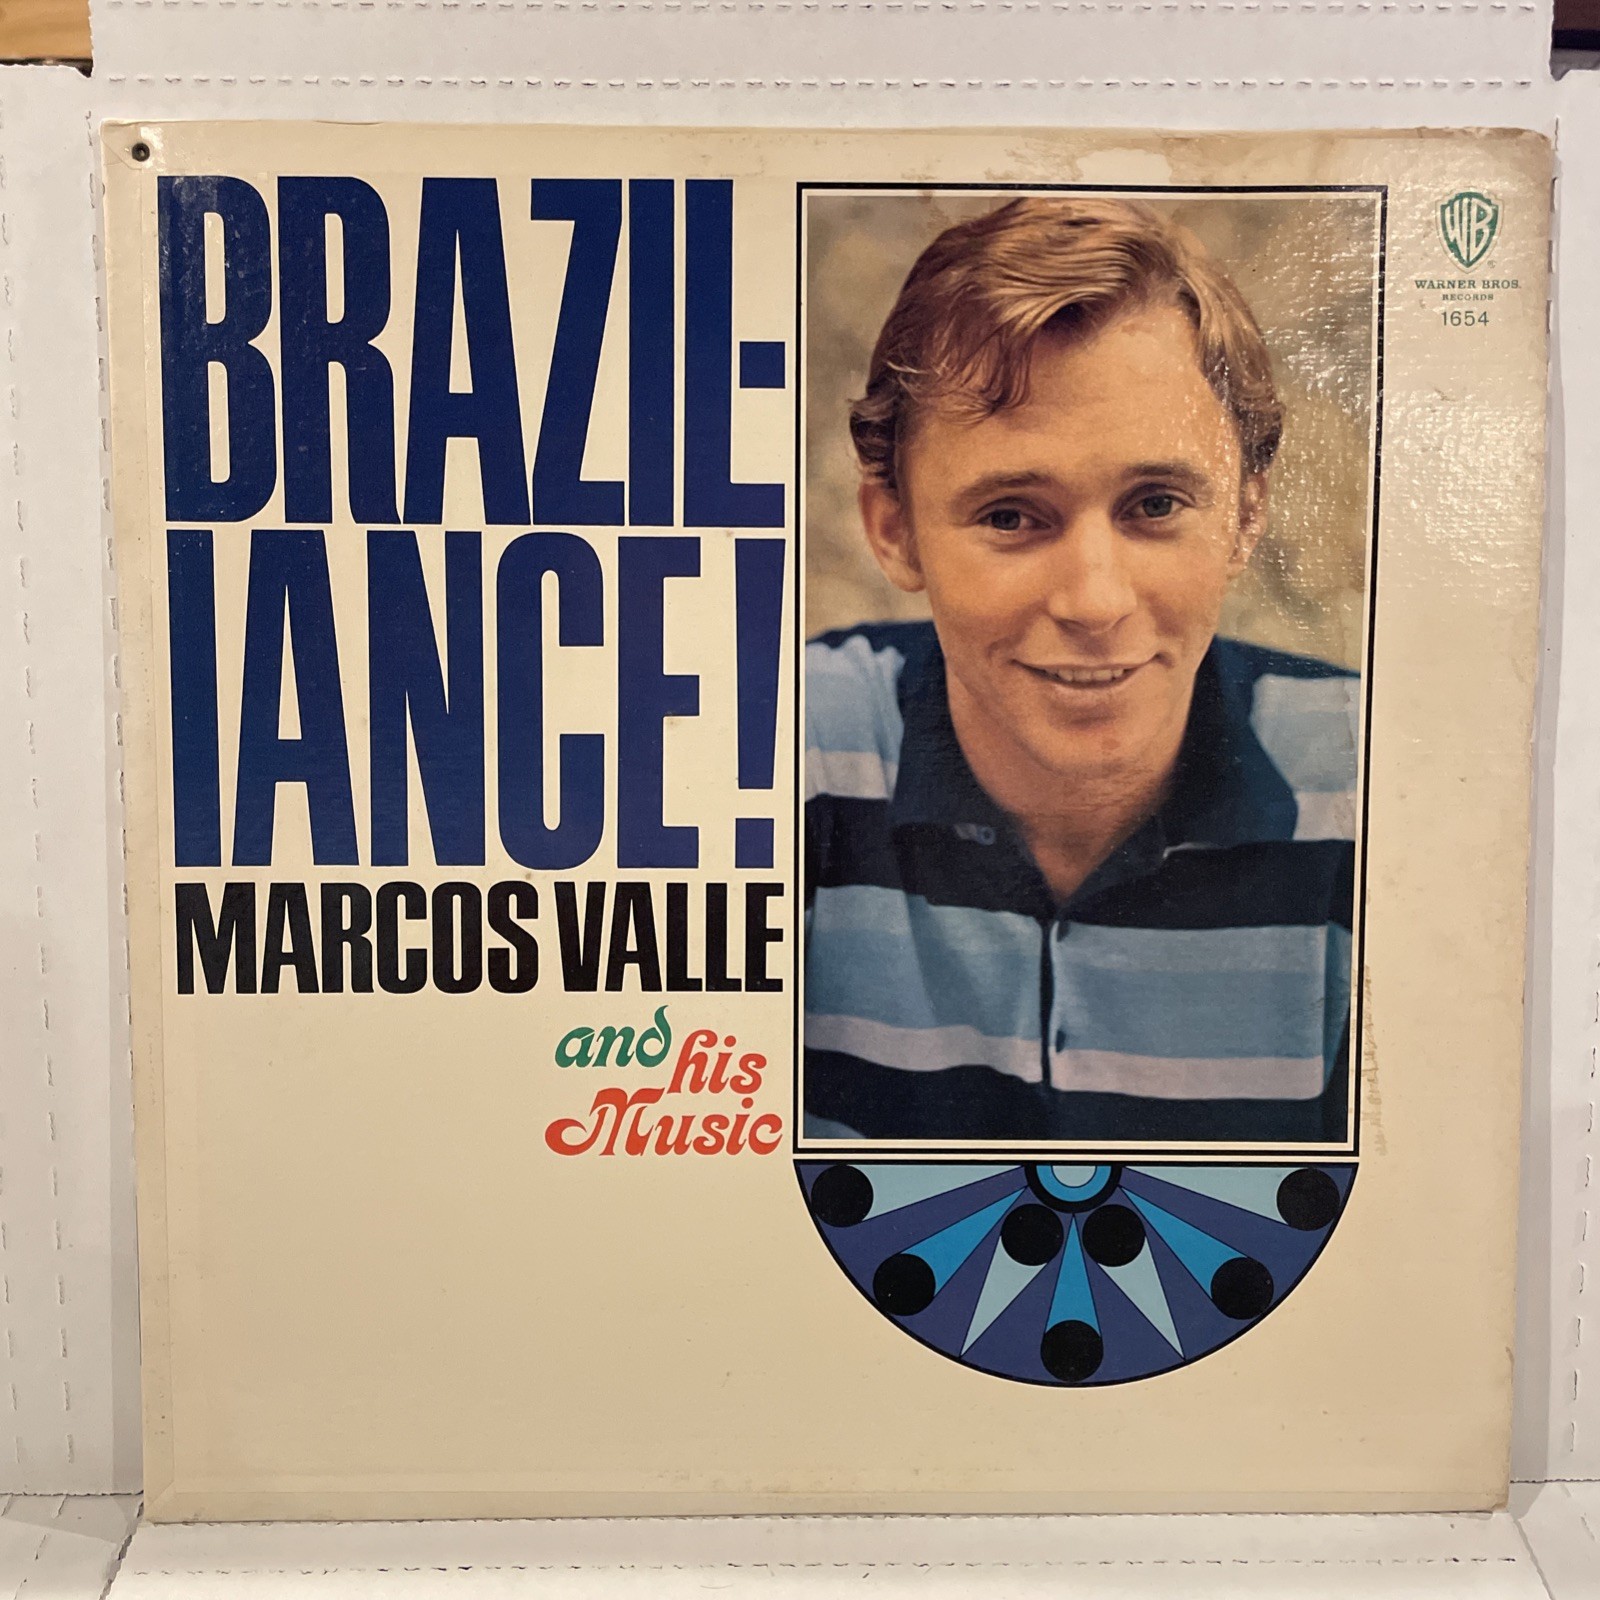 BRAZIL-
IANCE!
MARCOS VALLE
and his
Music
WB
WARNER BROS.
RECORDS
1654